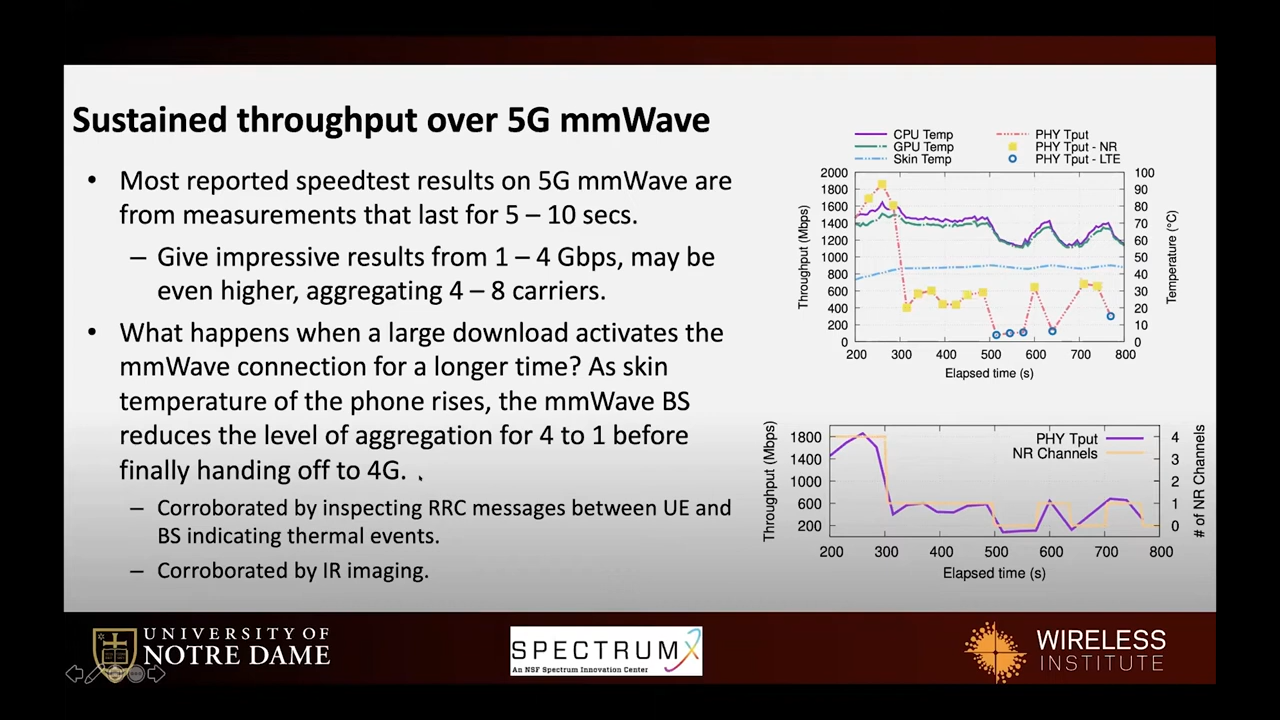 Sustained throughput over 5G mmWave
• Most reported speedtest results on 5G mmWave are
from measurements that last for 5 – 10 secs.
– Give impressive results from 1 – 4 Gbps, may be
even higher, aggregating 4 – 8 carriers.
• What happens when a large download activates the
mmWave connection for a longer time? As skin
temperature of the phone rises, the mmWave BS
reduces the level of aggregation for 4 to 1 before
finally handing off to 4G.
– Corroborated by inspecting RRC messages between UE and
BS indicating thermal events.
– Corroborated by IR imaging.
CPU Temp
GPU Temp
Skin Temp
PHY Tput
PHY Tput - NR
PHY Tput - LTE
Throughput (Mbps)
2000
1800
1600
1400
1200
1000
800
600
400
200
0
100
90
80
70
60
50
40
30
20
10
0
Temperature (°C)
200 300 400 500 600 700 800
Elapsed time (s)
Throughput (Mbps)
1800
1400
1000
600
200
PHY Tput
NR Channels
4
3
2
1
0
# of NR Channels
200 300 400 500 600 700 800
Elapsed time (s)
UNIVERSITY OF
NOTRE DAME
SPECTRUMX
An NSF Spectrum Innovation Center
WIRELESS
INSTITUTE